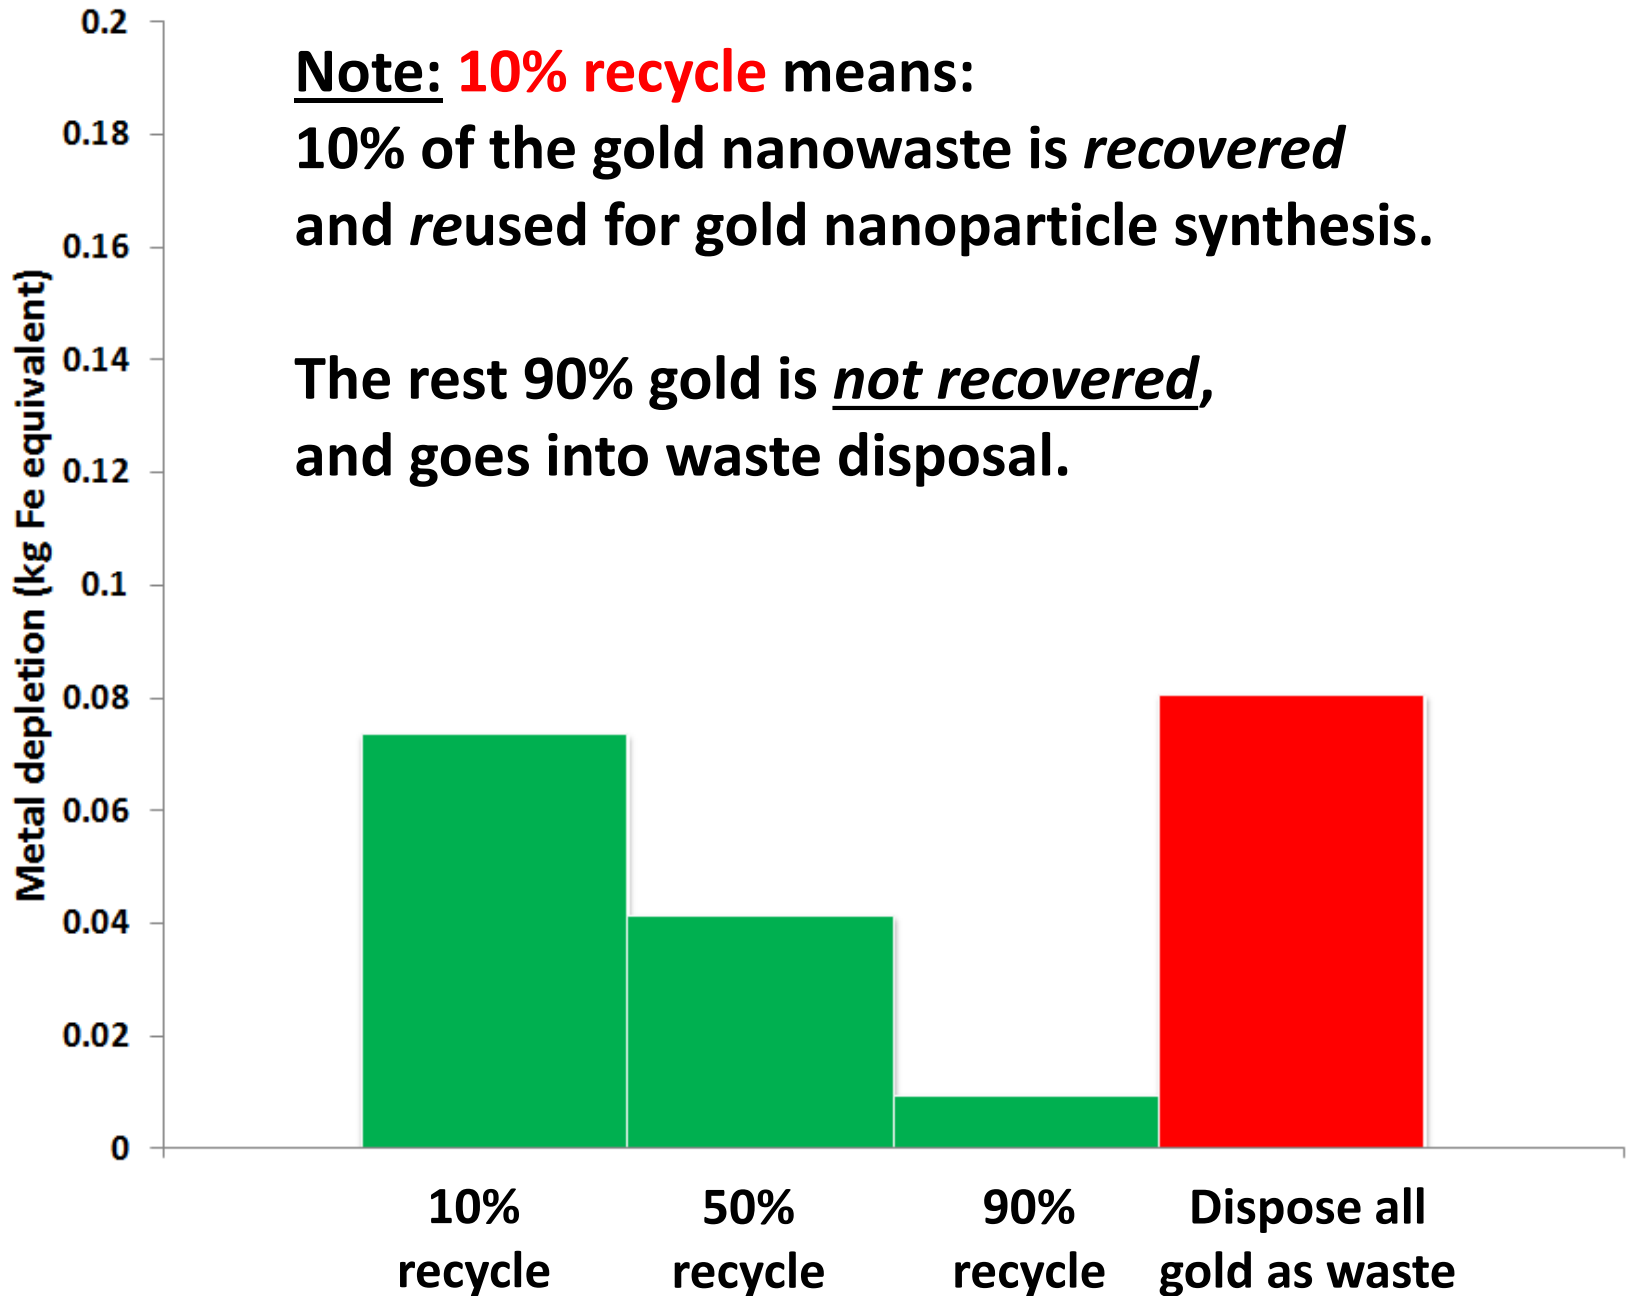 0.2
0.18
0.16
0.14
0.12
0.1
0.08
0.06
0.04
0.02
0
Metal depletion (kg Fe equivalent)
Note: 10% recycle means:
10% of the gold nanowaste is recovered
and reused for gold nanoparticle synthesis.
The rest 90% gold is not recovered,
and goes into waste disposal.
10%
recycle
50%
recycle
90%
recycle
Dispose all
gold as waste